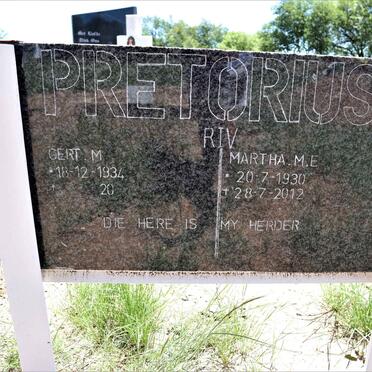 PRETORIUS
RIV
GERT. M
* 18-12-1934
+ 20
MARTHA. M.E
* 20-7-1930
+ 28-7-2012
DIE HERE IS MY HERDER